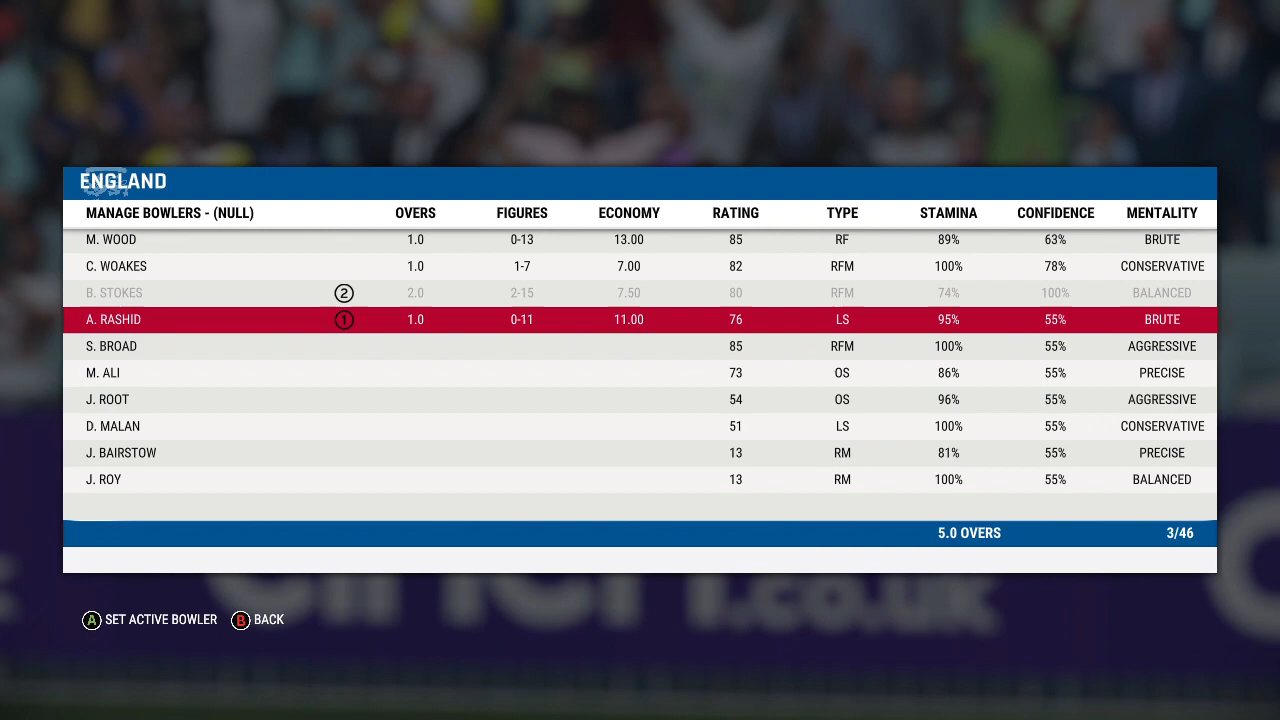 ENGLAND
MANAGE BOWLERS - (NULL) OVERS FIGURES ECONOMY RATING TYPE STAMINA CONFIDENCE MENTALITY
M. WOOD 1.0 0-13 13.00 85 RF 89% 63% BRUTE
C. WOAKES 1.0 1-7 7.00 82 RFM 100% 78% CONSERVATIVE
B. STOKES 2 2.0 2-15 7.50 80 RFM 74% 100% BALANCED
A. RASHID 1 1.0 0-11 11.00 76 LS 95% 55% BRUTE
S. BROAD 85 RFM 100% 55% AGGRESSIVE
M. ALI 73 OS 86% 55% PRECISE
J. ROOT 54 OS 96% 55% AGGRESSIVE
D. MALAN 51 LS 100% 55% CONSERVATIVE
J. BAIRSTOW 13 RM 81% 55% PRECISE
J. ROY 13 RM 100% 55% BALANCED
5.0 OVERS 3/46
.co.uk
A SET ACTIVE BOWLER B BACK